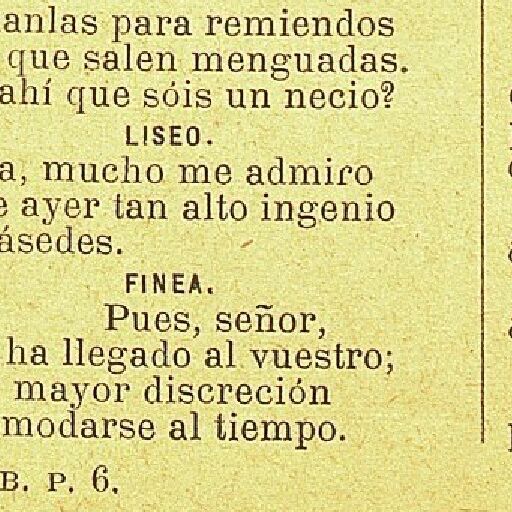 anlas para remiendos
que salen menguadas.
ahí que sóis un necio?
LISEO.
a, mucho me admiro
e ayer tan alto ingenio
ásedes.
FINEA.
Pues, señor,
ha llegado al vuestro;
mayor discreción
modarse al tiempo.
B. P. 6.